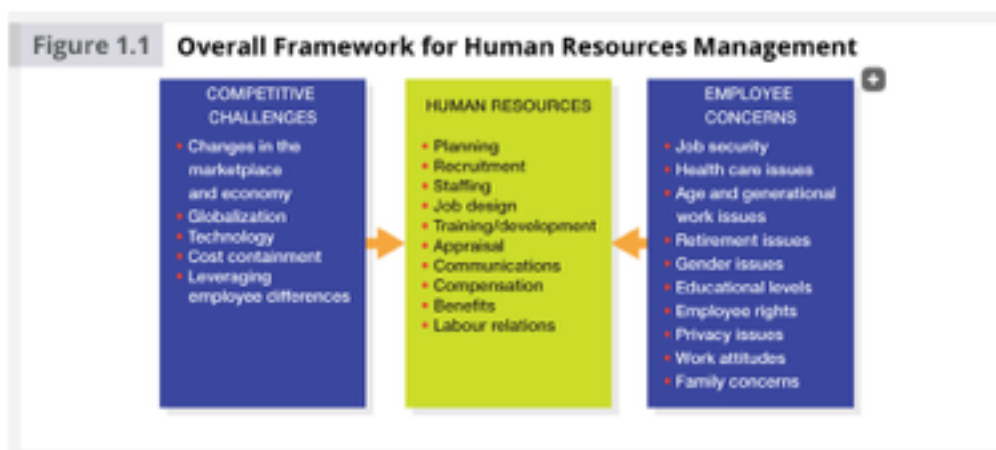 Figure 1.1 Overall Framework for Human Resources Management
COMPETITIVE
CHALLENGES
• Changes in the
marketplace
and economy
• Globalization
• Technology
• Cost containment
• Leveraging
employee differences
HUMAN RESOURCES
• Planning
• Recruitment
• Staffing
• Job design
• Training/development
• Appraisal
• Communications
• Compensation
• Benefits
• Labour relations
EMPLOYEE
CONCERNS
• Job security
• Health care issues
• Age and generational
work issues
• Retirement issues
• Gender issues
• Educational levels
• Employee rights
• Privacy issues
• Work attitudes
• Family concerns